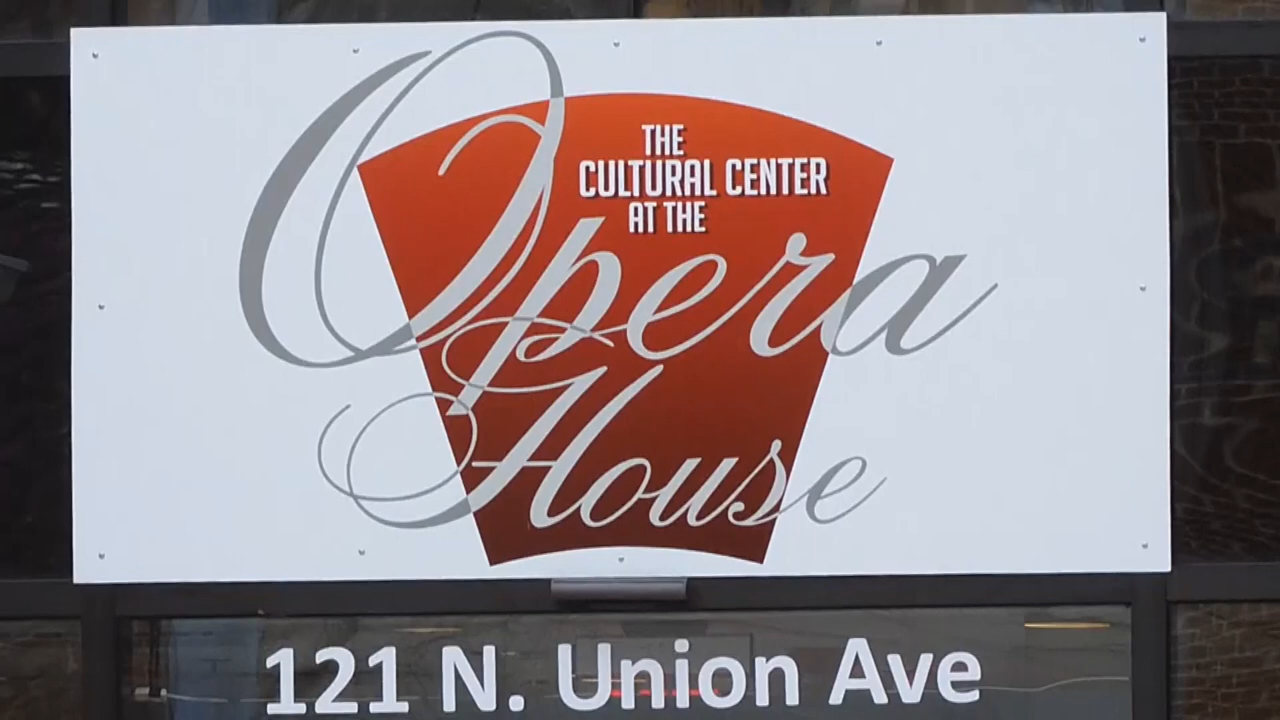 THE
CULTURAL CENTER
AT THE
Opera
House
121 N. Union Ave